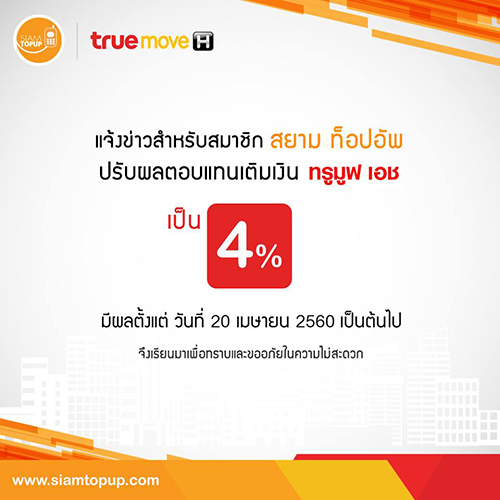 SIAM
TOPUP
true move H
แจ้งข่าวสำหรับสมาชิก สยาม ท็อปอัพ
ปรับผลตอบแทนเติมเงิน ทรูมูฟ เอช
เป็น 4%
มีผลตั้งแต่ วันที่ 20 เมษายน 2560 เป็นต้นไป
จึงเรียนมาเพื่อทราบและขออภัยในความไม่สะดวก
www.siamtopup.com